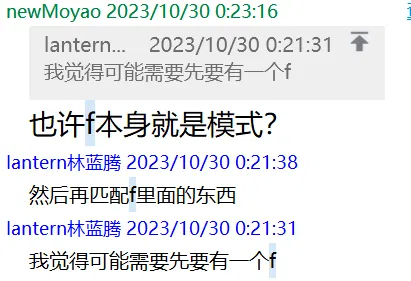 newMoyao 2023/10/30 0:23:16
lantern... 2023/10/30 0:21:31
我觉得可能需要先要有一个f
也许f本身就是模式？
lantern林蓝腾 2023/10/30 0:21:38
然后再匹配f里面的东西
lantern林蓝腾 2023/10/30 0:21:31
我觉得可能需要先要有一个f